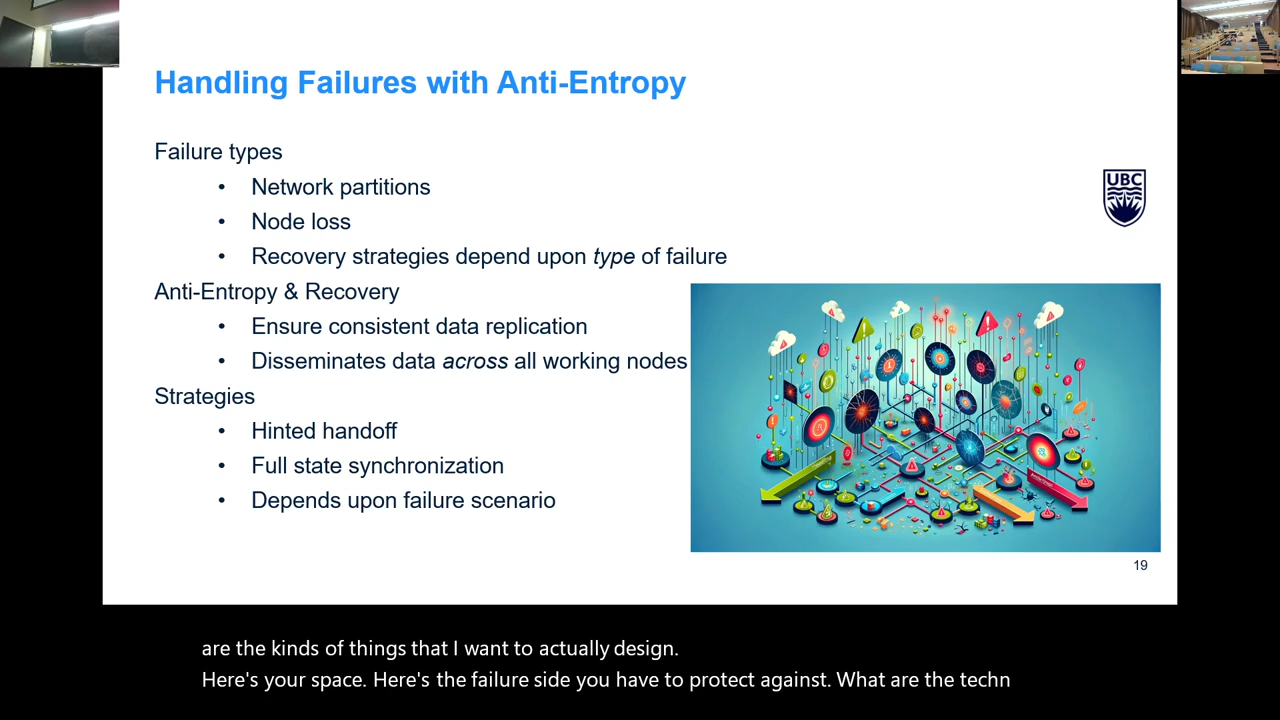 Handling Failures with Anti-Entropy
Failure types
• Network partitions
• Node loss
• Recovery strategies depend upon type of failure
UBC
Anti-Entropy & Recovery
• Ensure consistent data replication
• Disseminates data across all working nodes
Strategies
• Hinted handoff
• Full state synchronization
• Depends upon failure scenario
19
are the kinds of things that I want to actually design.
Here's your space. Here's the failure side you have to protect against. What are the techn